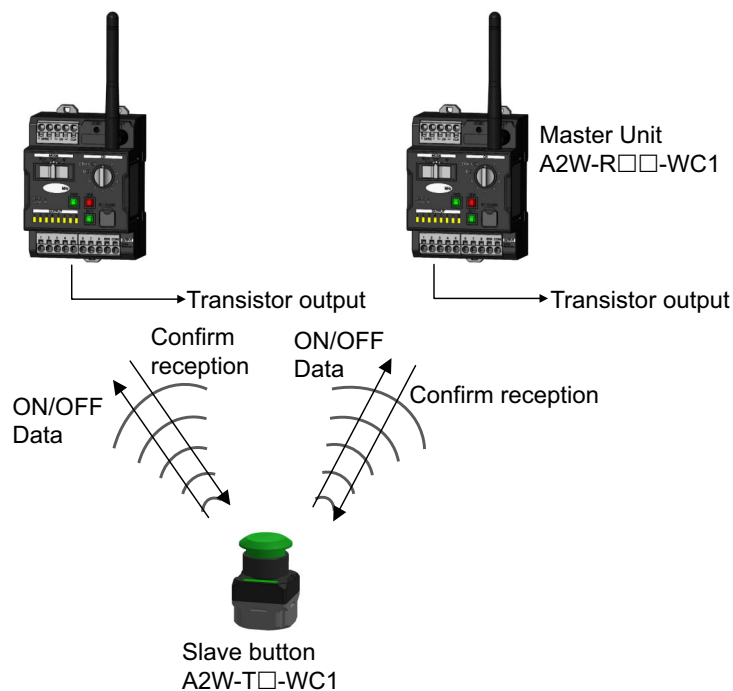 Master Unit
A2W-R□□-WC1
Transistor output
Transistor output
Confirm
reception
ON/OFF
Data
ON/OFF
Data
Confirm reception
Slave button
A2W-T□-WC1